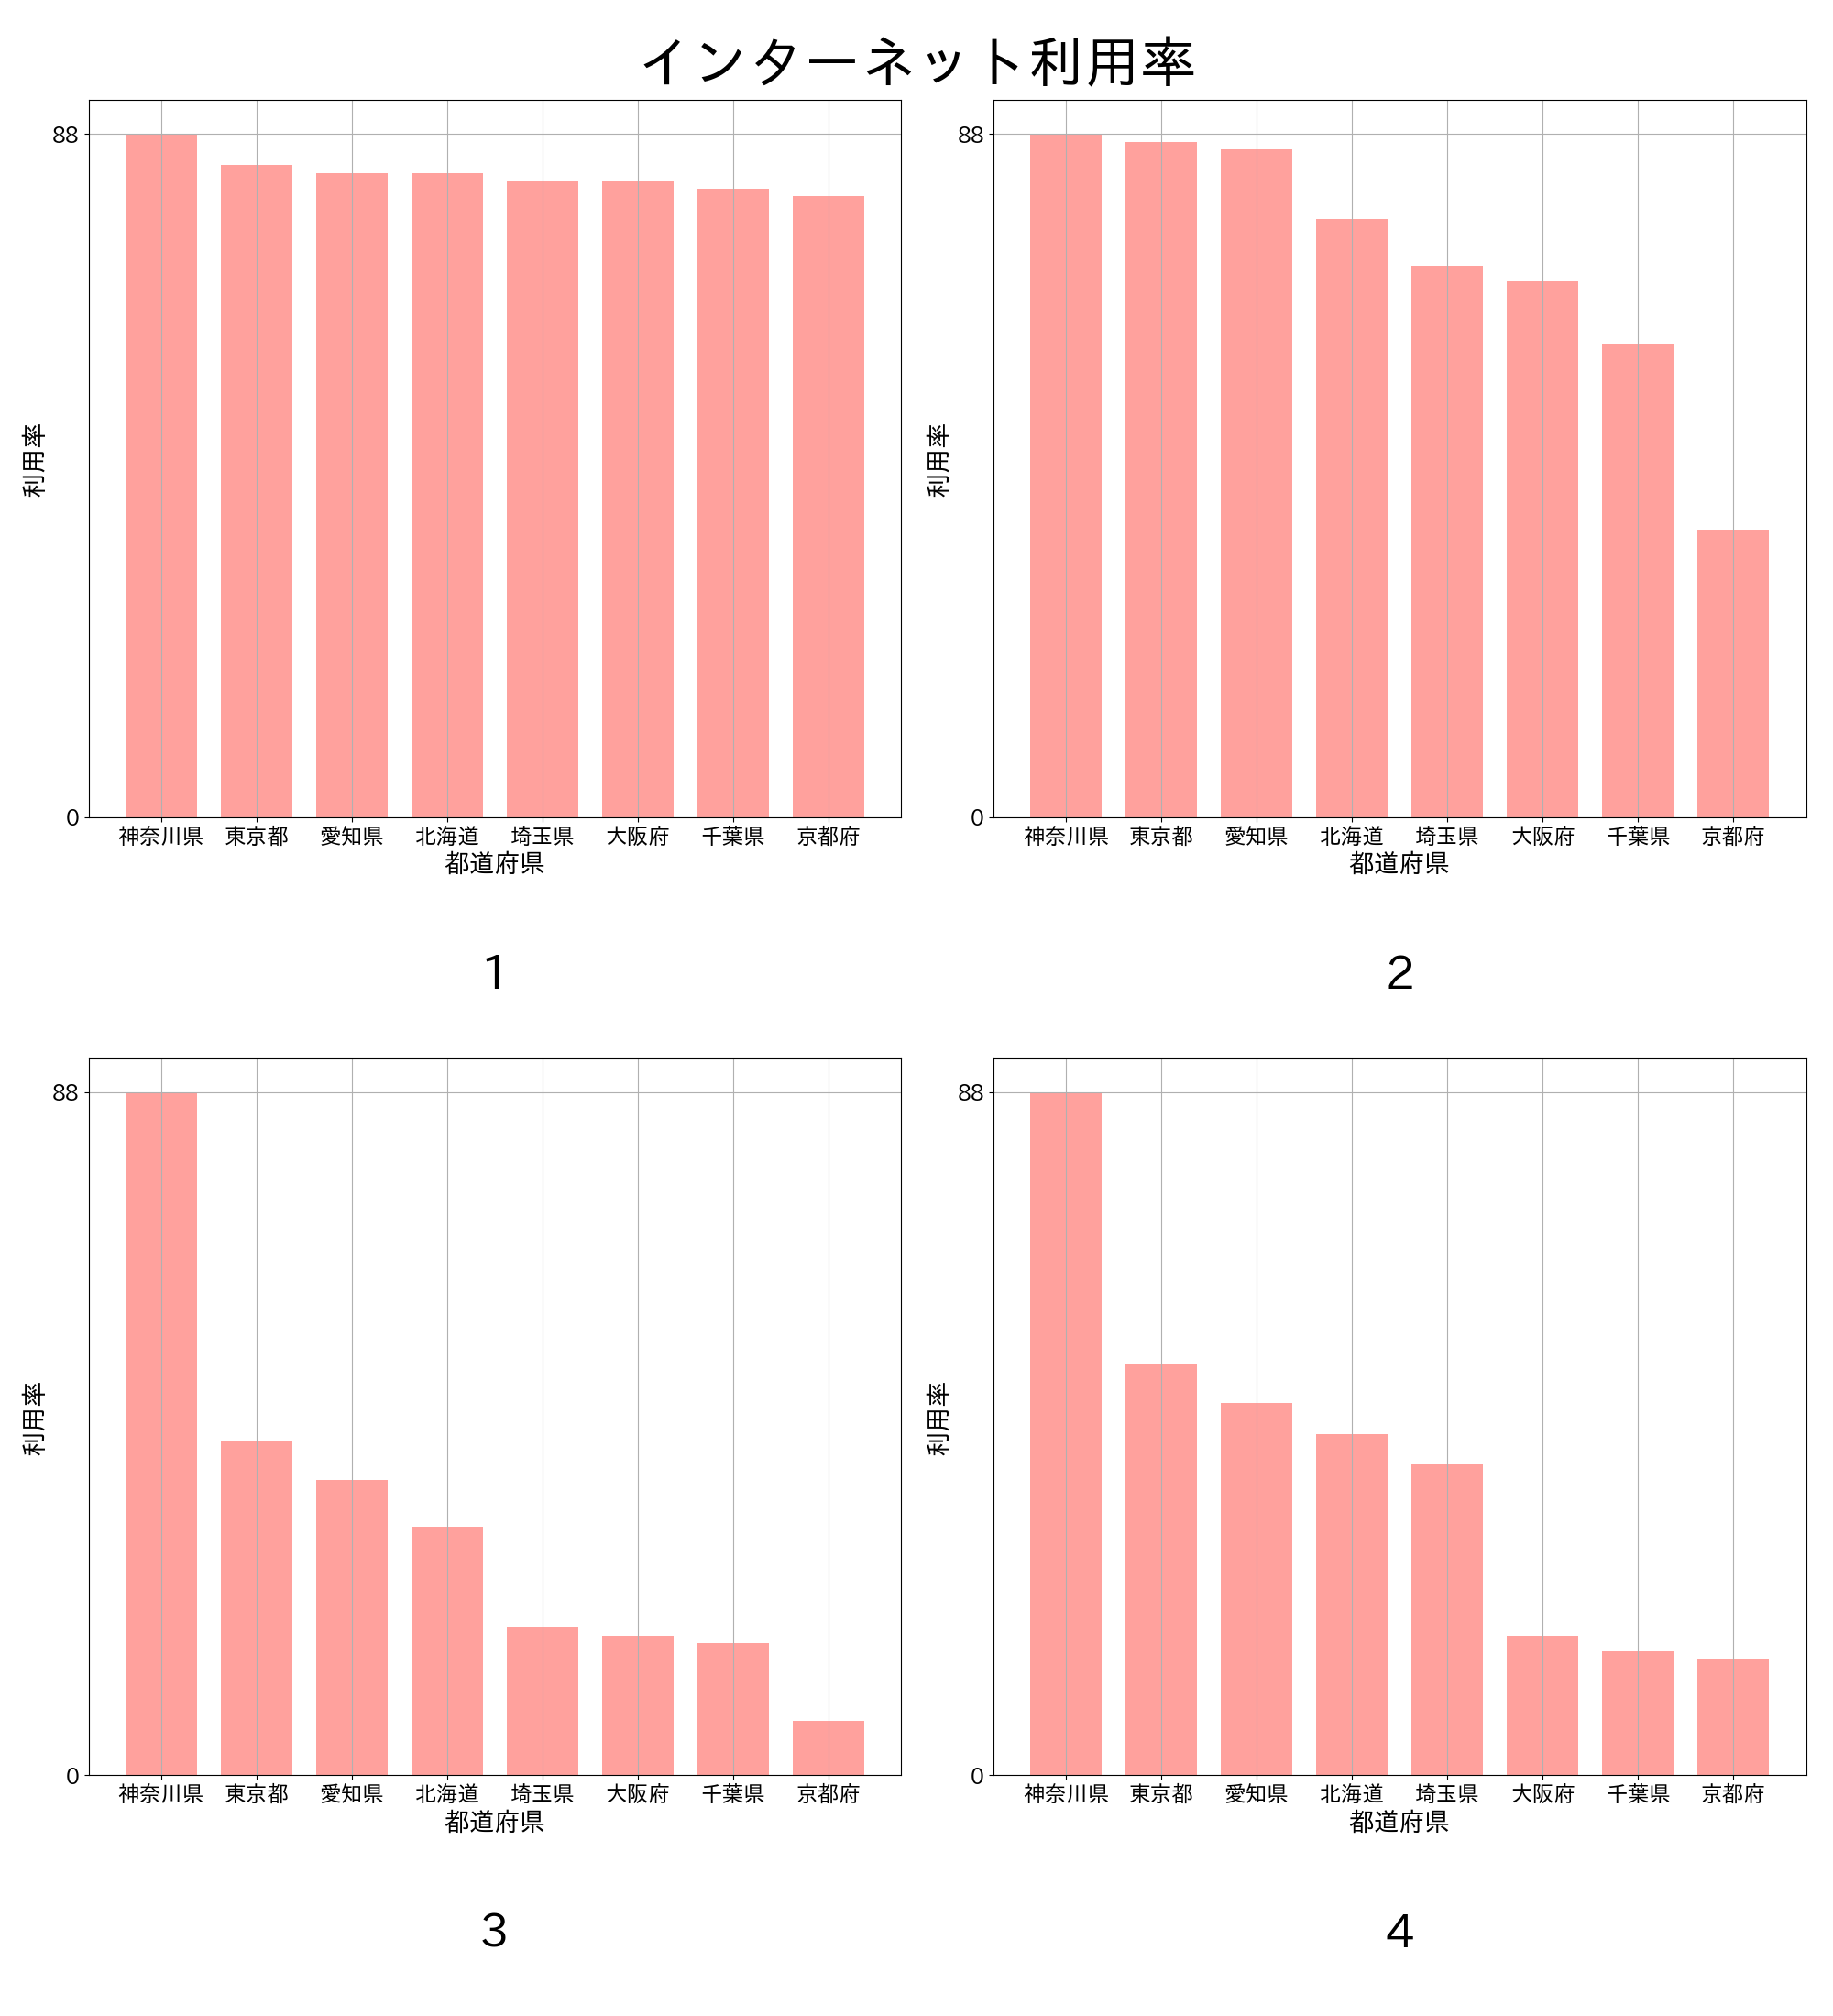 インターネット利用率
88
0
利用率
神奈川県 東京都 愛知県 北海道 埼玉県 大阪府 千葉県 京都府
都道府県
1
88
0
利用率
神奈川県 東京都 愛知県 北海道 埼玉県 大阪府 千葉県 京都府
都道府県
2
88
0
利用率
神奈川県 東京都 愛知県 北海道 埼玉県 大阪府 千葉県 京都府
都道府県
3
88
0
利用率
神奈川県 東京都 愛知県 北海道 埼玉県 大阪府 千葉県 京都府
都道府県
4